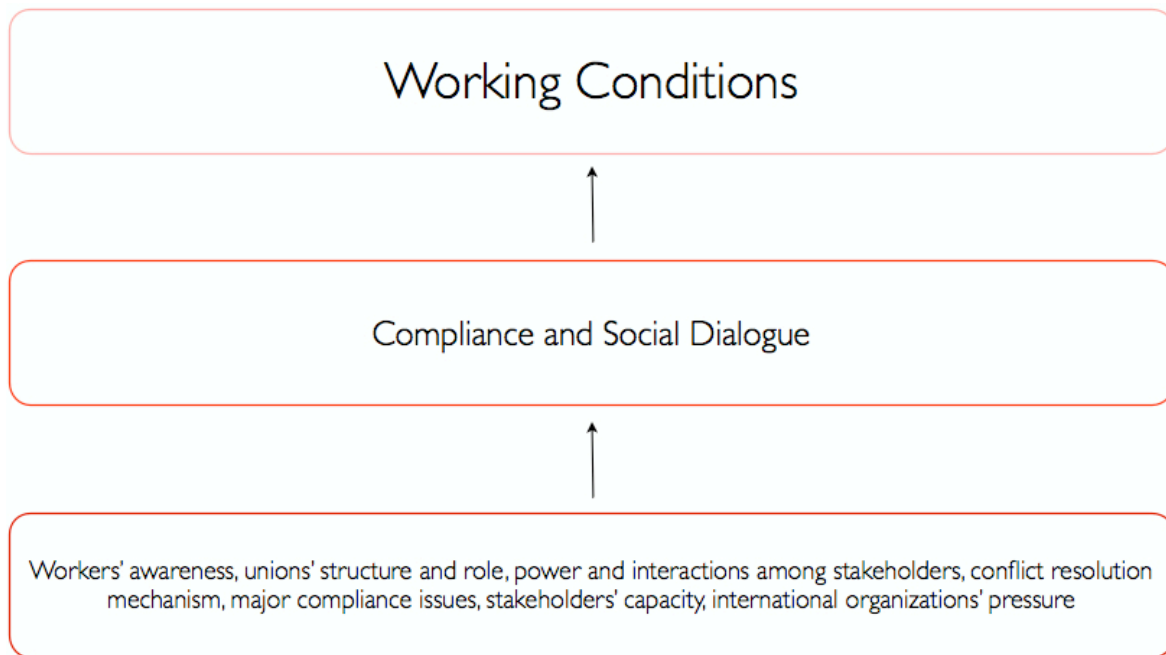 Working Conditions
Compliance and Social Dialogue
Workers' awareness, unions' structure and role, power and interactions among stakeholders, conflict resolution
mechanism, major compliance issues, stakeholders' capacity, international organizations' pressure